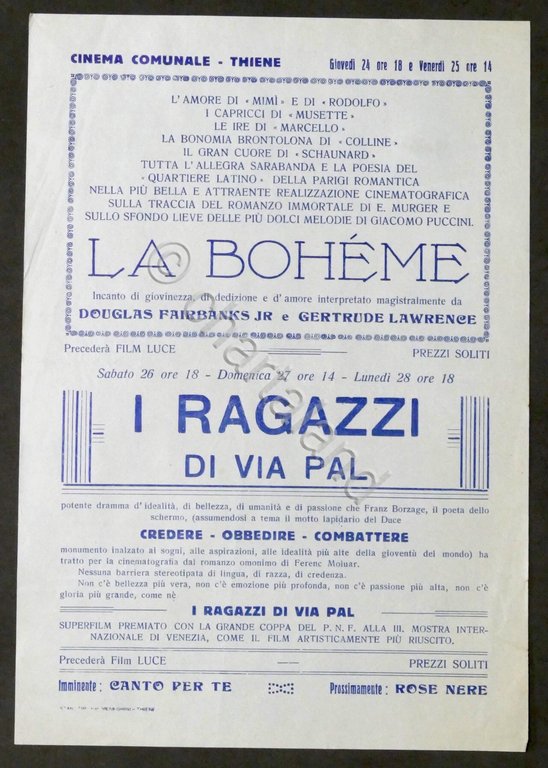 CINEMA COMUNALE - THIENE Giovedì 24 ore 18 e Venerdì 25 ore 14
L'AMORE DI «MIMÌ» E DI «RODOLFO»
I CAPRICCI DI «MUSETTE»
LE IRE DI «MARCELLO»
LA BONOMIA BRONTOLONA DI «COLLINE»
IL GRAN CUORE DI «SCHAUNARD»
TUTTA L'ALLEGRA SARABANDA E LA POESIA DEL
«QUARTIERE LATINO» DELLA PARIGI ROMANTICA
NELLA PIÙ BELLA E ATTRAENTE REALIZZAZIONE CINEMATOGRAFICA
SULLA TRACCIA DEL ROMANZO IMMORTALE DI E. MURGER E
SULLO SFONDO LIEVE DELLE PIÙ DOLCI MELODIE DI GIACOMO PUCCINI.
LA BOHÉME
Incanto di giovinezza, di dedizione e d'amore interpretato magistralmente da
DOUGLAS FAIRBANKS JR e GERTRUDE LAWRENCE
Precederà FILM LUCE PREZZI SOLITI
Sabato 26 ore 18 - Domenica 27 ore 14 - Lunedì 28 ore 18
I RAGAZZI
DI VIA PAL
potente dramma d'idealità, di bellezza, di umanità e di passione che Franz Borzage, il poeta dello
schermo, (assumendosi a tema il motto lapidario del Duce
CREDERE - OBBEDIRE - COMBATTERE
monumento inalzato ai sogni, alle aspirazioni, alle idealità più alte della gioventù del mondo) ha
tratto per la cinematografia dal romanzo omonimo di Ferenc Moluar.
Nessuna barriera stereotipata di lingua, di razza, di credenza.
Non c'è bellezza più vera, non c'è emozione più profonda, non c'è passione più alta, non c'è
gloria più grande, come nè
I RAGAZZI DI VIA PAL
SUPERFILM PREMIATO CON LA GRANDE COPPA DEL P.N.F. ALLA III. MOSTRA INTER-
NAZIONALE DI VENEZIA, COME IL FILM ARTISTICAMENTE PIÙ RIUSCITO.
Precederà Film LUCE PREZZI SOLITI
Imminente: CANTO PER TE Prossimamente: ROSE NERE
THIENE
© chartaland